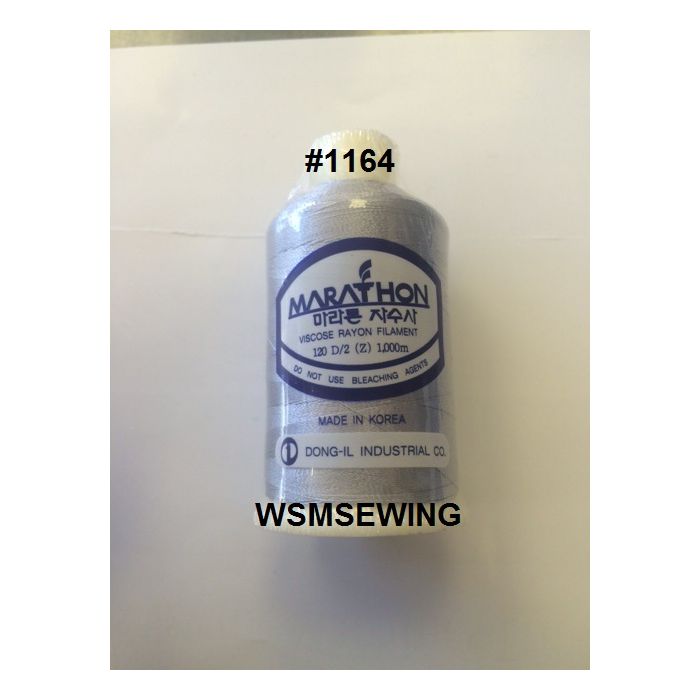 #1164
MARATHON
마라톤 자수사
VISCOSE RAYON FILAMENT
120 D/2 (Z) 1,000m
DO NOT USE BLEACHING AGENTS
MADE IN KOREA
DONG-IL INDUSTRIAL CO.
WSMSEWING